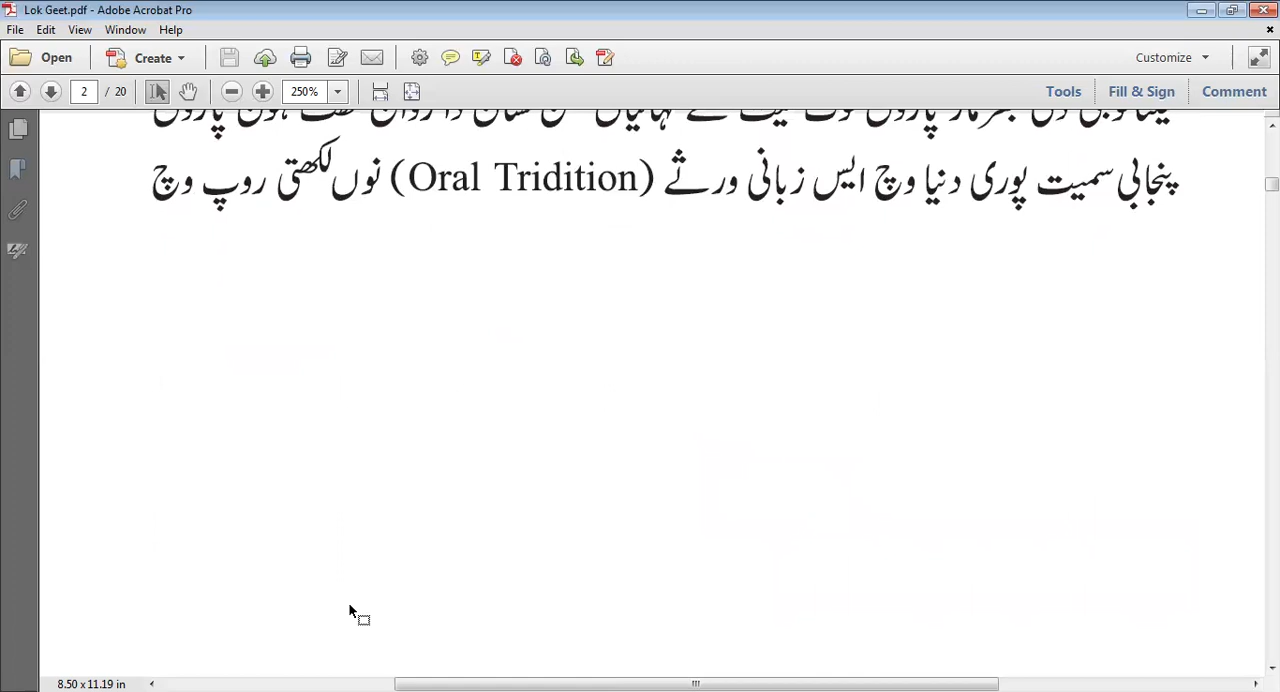 Lok Geet.pdf - Adobe Acrobat Pro
File Edit View Window Help
Open Create Customize
2 / 20 250% Tools Fill & Sign Comment
پنجابی سمیت پوری دنیا وچ ایس زبانی ورثے (Oral Tridition) نوں لکھتی روپ وچ
8.50 x 11.19 in